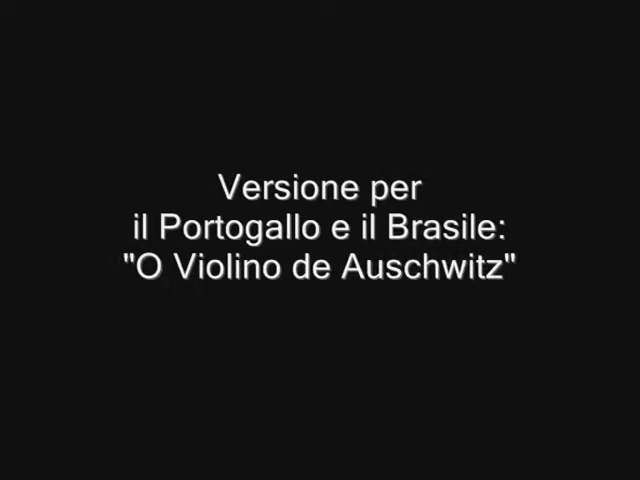 Versione per
il Portogallo e il Brasile:
"O Violino de Auschwitz"